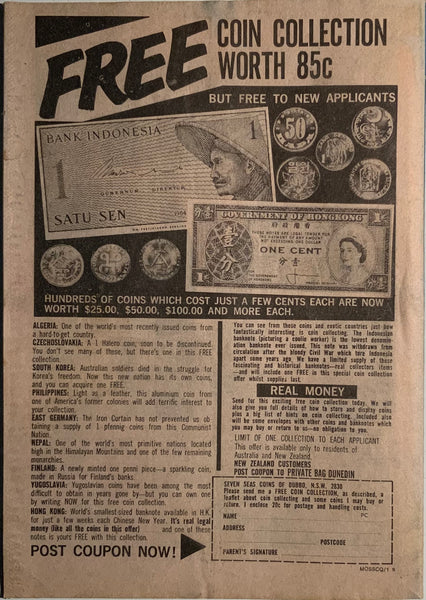 FREE
COIN COLLECTION
WORTH 85c
BUT FREE TO NEW APPLICANTS
BANK INDONESIA
1
1
GUBERNUR DIREKTUR
SATU SEN
50
GOVERNMENT OF HONGKONG
ONE CENT
1
HUNDREDS OF COINS WHICH COST JUST A FEW CENTS EACH ARE NOW
WORTH $25.00, $50.00, $100.00 AND MORE EACH.
ALGERIA: One of the world's most recently issued coins from
a hard-to-get country.
CZECHOSLOVAKIA: A-1 Halero coin, soon to be discontinued.
You don't see many of these, but there's one in this FREE
collection.
SOUTH KOREA: Australian soldiers died in the struggle for
Korea's freedom. Now this new nation has its own coins,
and you can acquire one FREE.
PHILIPPINES: Light as a feather, this aluminium coin from
one of America's former colonies will add terrific interest to
your collection.
EAST GERMANY: The Iron Curtain has not prevented us ob-
taining a supply of 1 pfennig coins from this Communist
Nation.
NEPAL: One of the world's most primitive nations located
high in the Himalayan Mountains and one of the few remaining
monarchies.
FINLAND: A newly minted one penni piece—a sparkling coin,
made in Russia for Finland's banks.
YUGOSLAVIA: Yugoslavian coins have been among the most
difficult to obtain in years gone by—but you can own one
by writing NOW for this free coin collection.
HONG KONG: World's smallest-sized banknote available in H.K.
for just a few weeks each Chinese New Year. It's real legal
money (like all the coins in this offer) and one of these
notes is yours FREE with this collection.
POST COUPON NOW!
You can see from these coins and exotic countries just how
fantastically interesting is coin collecting. The Indonesian
banknote (picturing a coolie worker) is the lowest denomin-
ation banknote ever issued. This note was withdrawn from
circulation after the bloody Civil War which tore Indonesia
apart some years ago. We have a limited supply of these
fascinating and historical banknotes—real collectors items
—and will include one FREE in this special coin collection
offer whilst supplies last.
REAL MONEY
Send for this exciting free coin collection today. We will
also give you full details of how to start and display coins
plus a big list of hints on coin collecting. Included also
will be some envelopes with other coins and banknotes which
you may buy or return to us—no obligation to you.
LIMIT OF ONE COLLECTION TO EACH APPLICANT
This offer is available only to residents of
Australia and New Zealand.
NEW ZEALAND CUSTOMERS
POST COUPON TO PRIVATE BAG DUNEDIN
SEVEN SEAS COINS OF DUBBO, N.S.W. 2830
Please send me a FREE COIN COLLECTION, as described, a
leaflet about coin collecting and some coins I may buy or
return. I enclose 20c for postage and handling costs.
PC
NAME
ADDRESS
POSTCODE
PARENT'S SIGNATURE
MOSSCQ/1 9